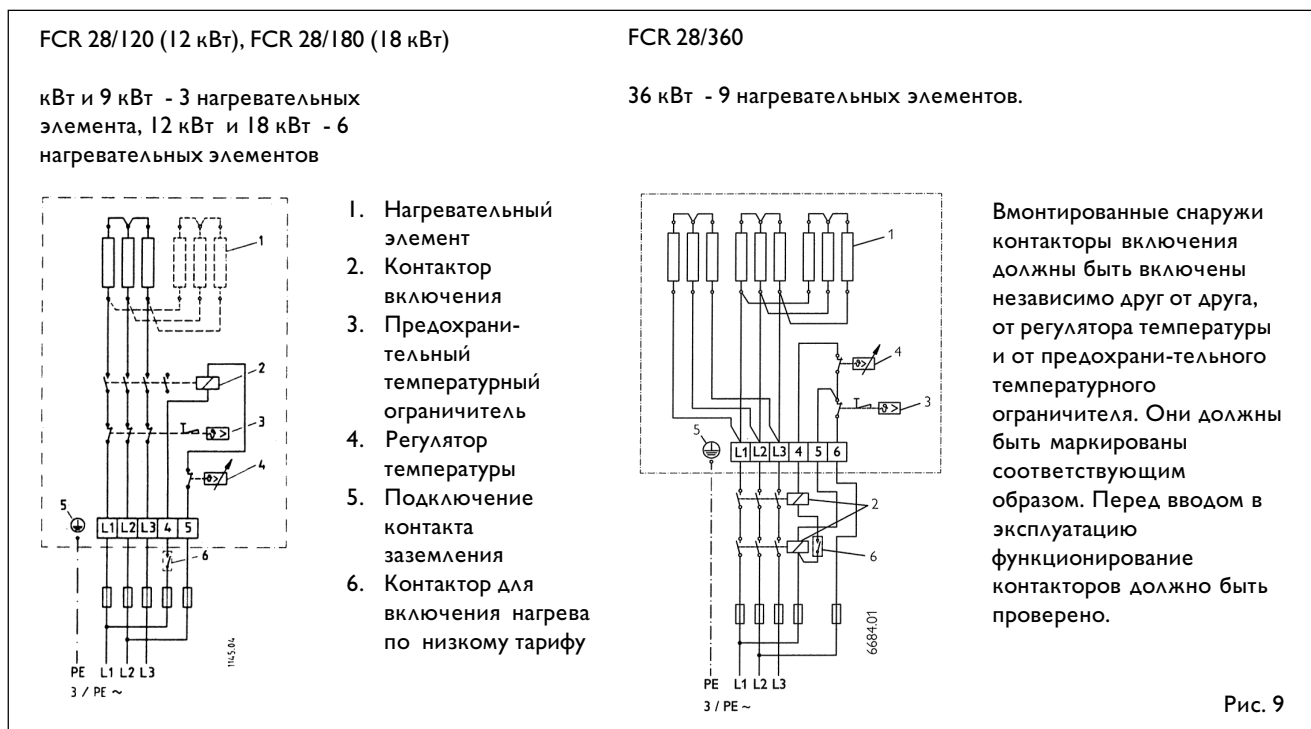 FCR 28/120 (12 кВт), FCR 28/180 (18 кВт)
кВт и 9 кВт - 3 нагревательных
элемента, 12 кВт и 18 кВт - 6
нагревательных элементов
1
2
3
4
5
L1 L2 L3 4 5
6
1145.04
PE L1 L2 L3
3 / PE ~
1. Нагревательный
элемент
2. Контактор
включения
3. Предохрани-
тельный
температурный
ограничитель
4. Регулятор
температуры
5. Подключение
контакта
заземления
6. Контактор для
включения нагрева
по низкому тарифу
FCR 28/360
36 кВт - 9 нагревательных элементов.
1
4
3
5
L1 L2 L3 4 5 6
2
6
6684.01
PE L1 L2 L3
3 / PE ~
Вмонтированные снаружи
контакторы включения
должны быть включены
независимо друг от друга,
от регулятора температуры
и от предохрани-тельного
температурного
ограничителя. Они должны
быть маркированы
соответствующим
образом. Перед вводом в
эксплуатацию
функционирование
контакторов должно быть
проверено.
Рис. 9